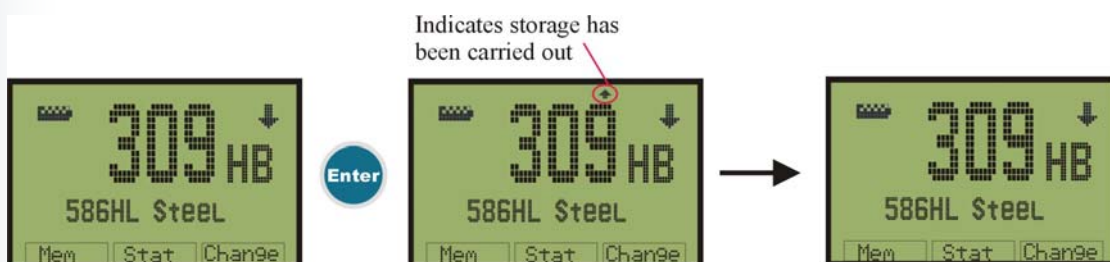 Indicates storage has
been carried out
309 HB
586HL Steel
Mem Stat Change
Enter
309 HB
586HL Steel
Mem Stat Change
309 HB
586HL Steel
Mem Stat Change